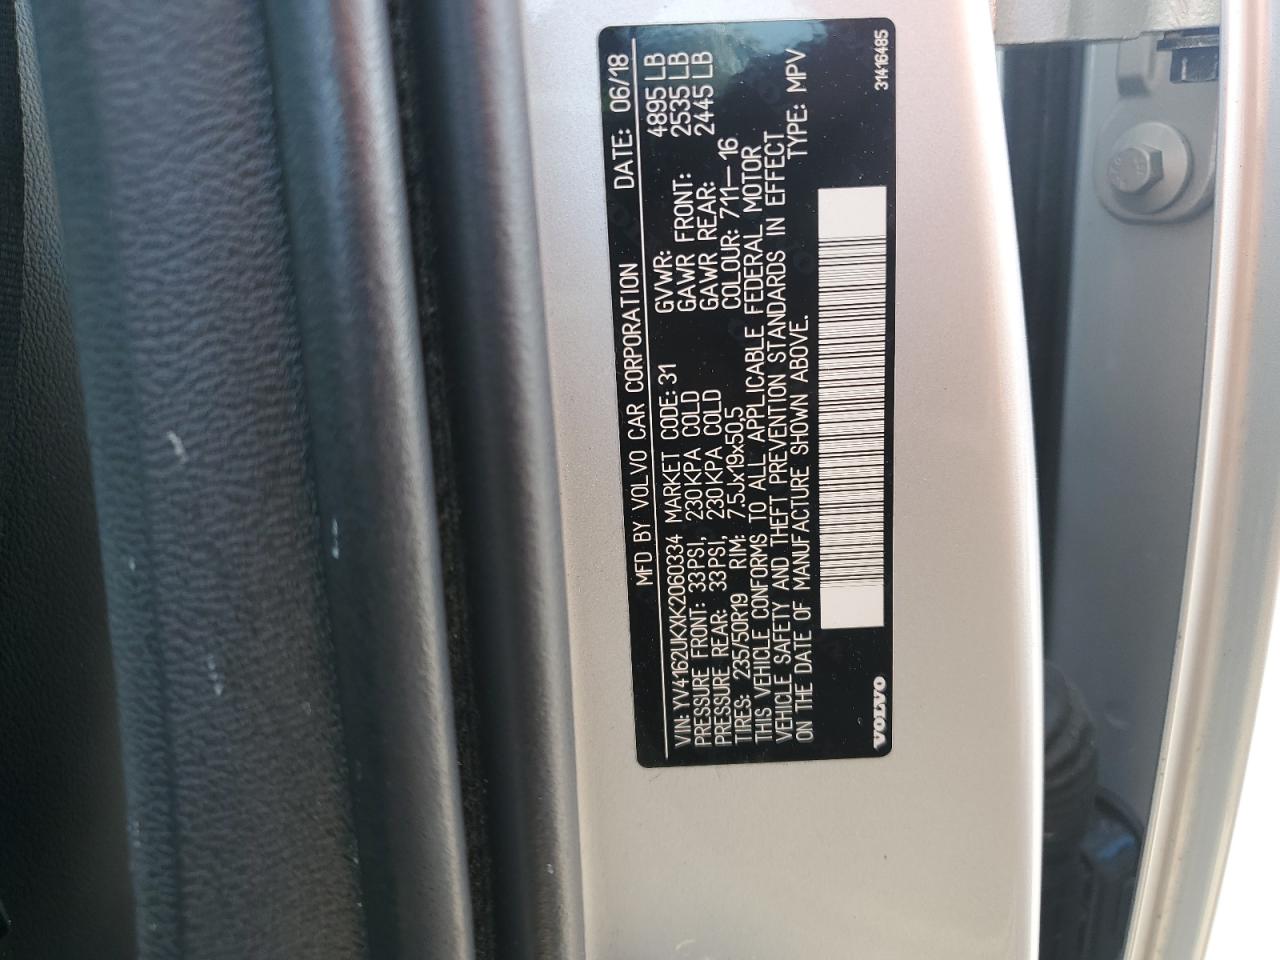 MFD BY VOLVO CAR CORPORATION DATE: 06/18
VIN: YV4162UKXK2060334 MARKET CODE: 31 GVWR: 4895 LB
PRESSURE FRONT: 33PSI, 230KPA COLD GAWR FRONT: 2535 LB
PRESSURE REAR: 33PSI, 230KPA COLD GAWR REAR: 2445 LB
TIRES: 235/50R19 RIM: 7.5Jx19x50,5 COLOUR: 711-16
THIS VEHICLE CONFORMS TO ALL APPLICABLE FEDERAL MOTOR
VEHICLE SAFETY AND THEFT PREVENTION STANDARDS IN EFFECT
ON THE DATE OF MANUFACTURE SHOWN ABOVE. TYPE: MPV
VOLVO 31416485